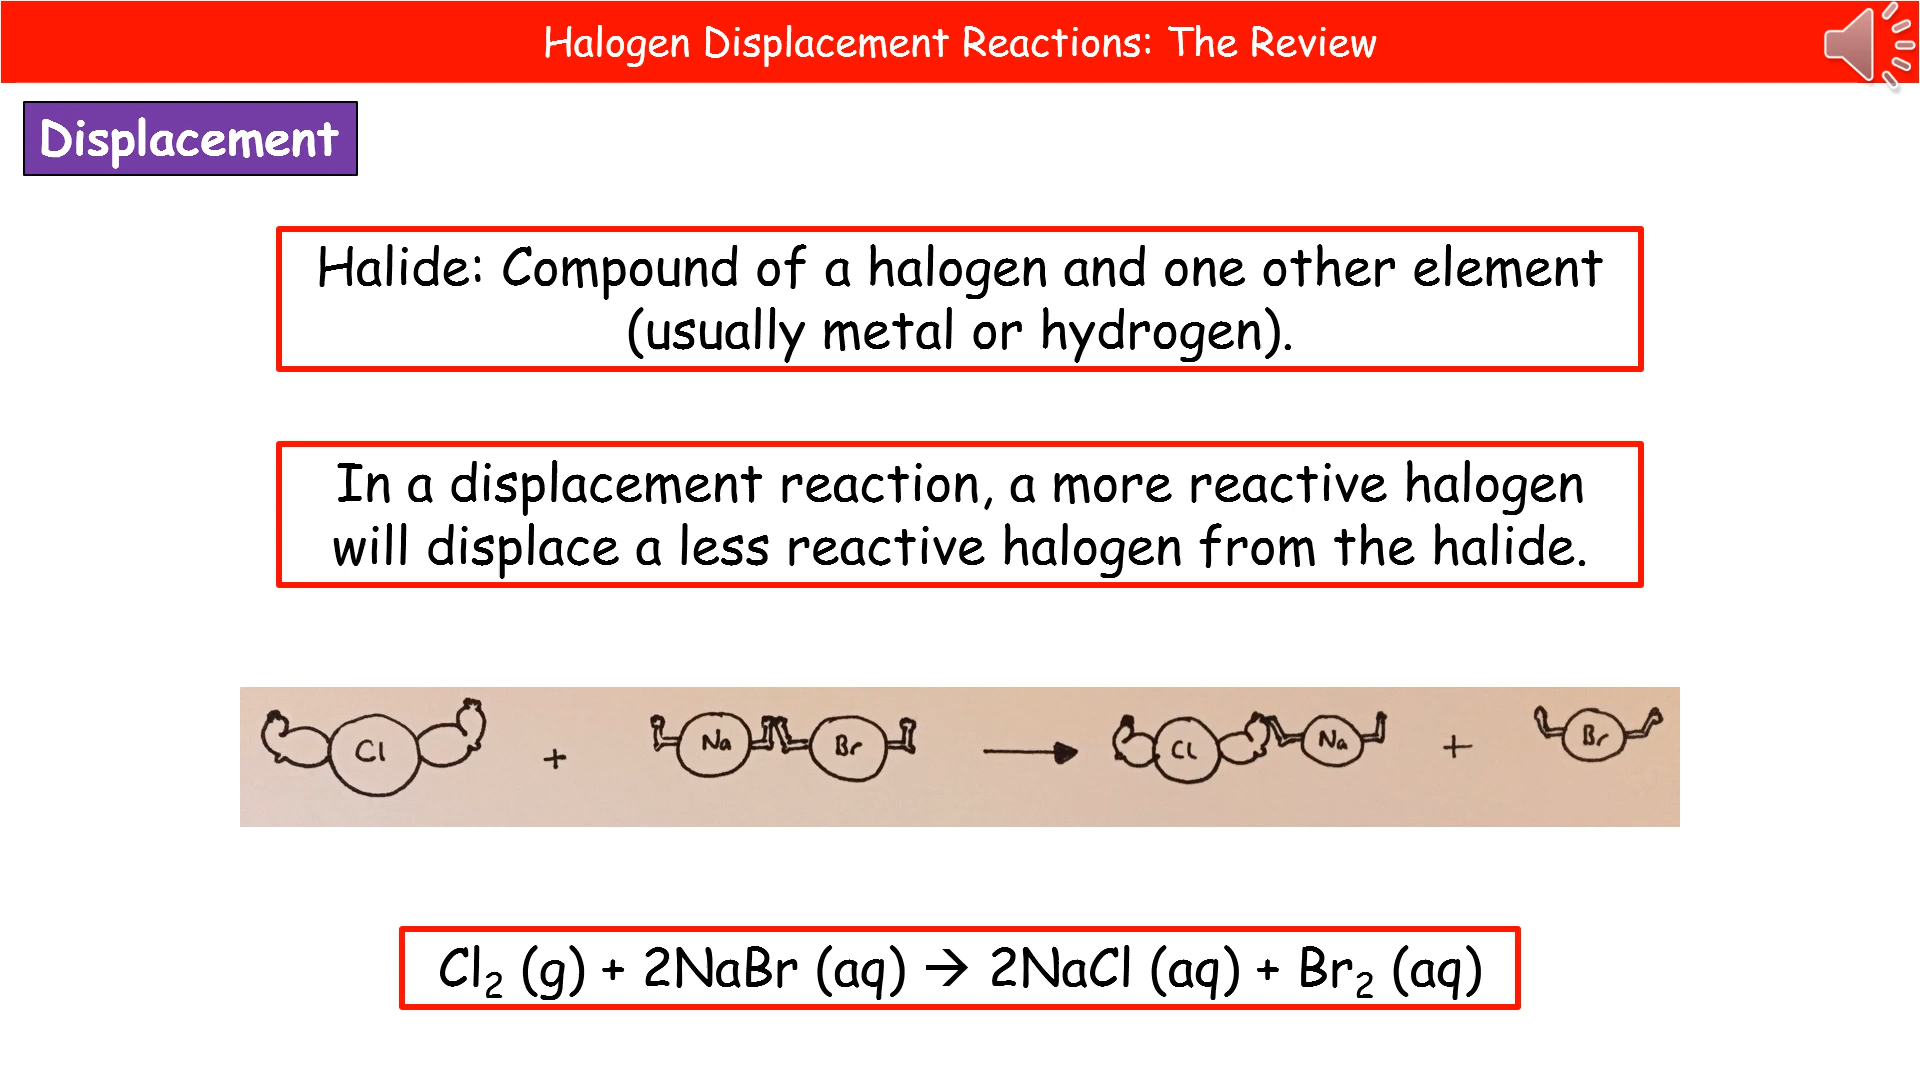 Halogen Displacement Reactions: The Review
Displacement
Halide: Compound of a halogen and one other element
(usually metal or hydrogen).
In a displacement reaction, a more reactive halogen
will displace a less reactive halogen from the halide.
Cl + Na Br → Cl Na + Br
Cl₂ (g) + 2NaBr (aq) → 2NaCl (aq) + Br₂ (aq)